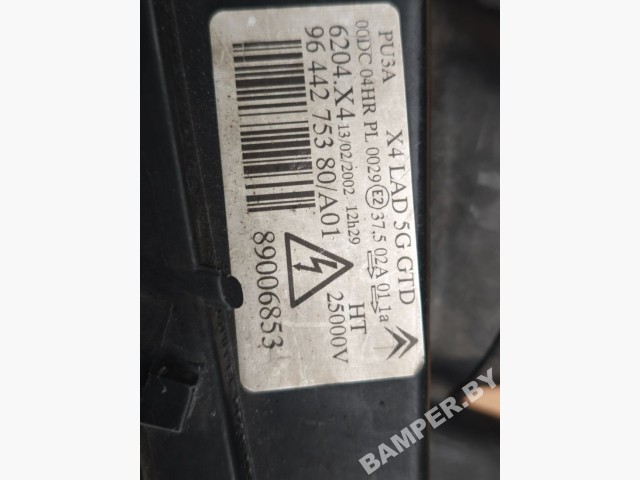 PU3A X4 LAD 5G GTD
00DC 04HR PL 0029 E2 37,5 02A 01 1a
6204.X4 13/02/2002 12h29
96 442 753 80/A01
HT
25000V
89006853
BAMPER.BY